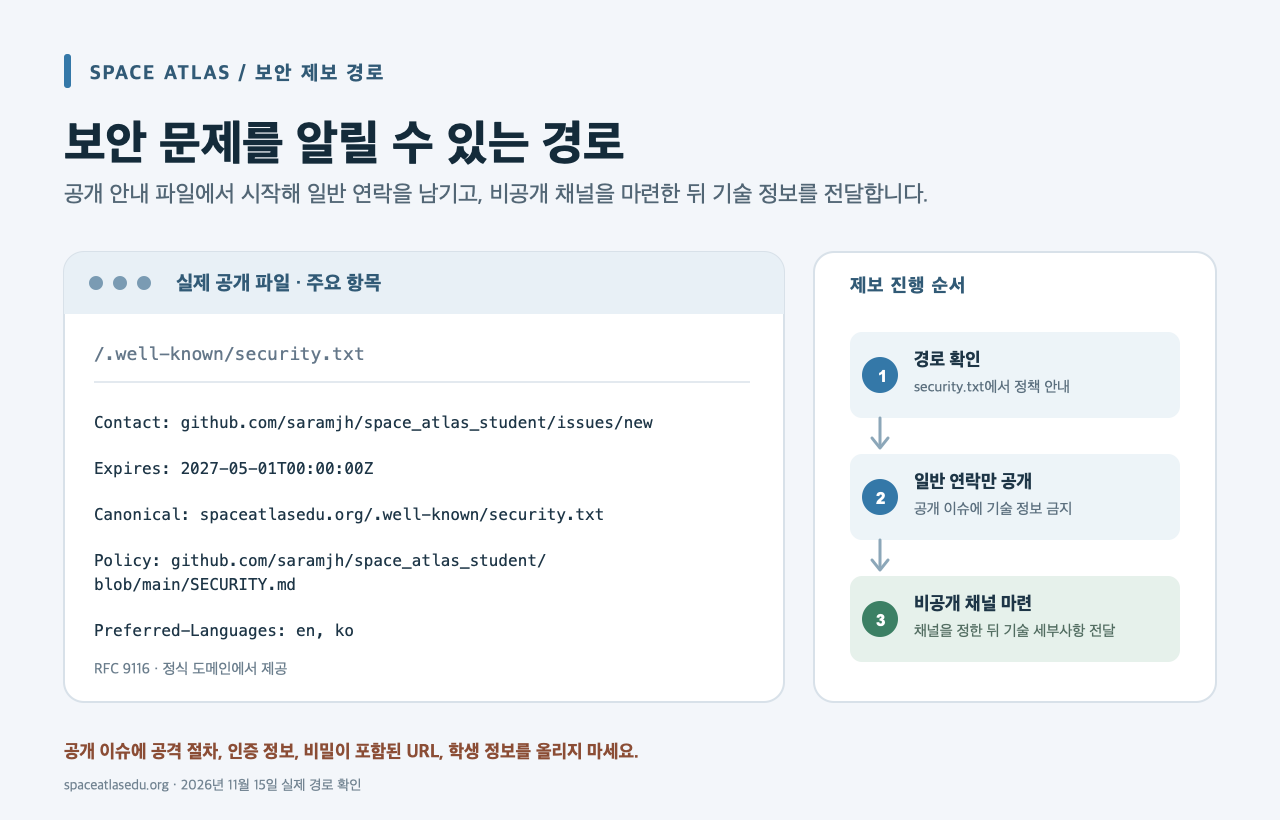 SPACE ATLAS / 보안 제보 경로
보안 문제를 알릴 수 있는 경로
공개 안내 파일에서 시작해 일반 연락을 남기고, 비공개 채널을 마련한 뒤 기술 정보를 전달합니다.
실제 공개 파일 · 주요 항목
/.well-known/security.txt
Contact: github.com/saramjh/space_atlas_student/issues/new
Expires: 2027-05-01T00:00:00Z
Canonical: spaceatlasedu.org/.well-known/security.txt
Policy: github.com/saramjh/space_atlas_student/
blob/main/SECURITY.md
Preferred-Languages: en, ko
RFC 9116 · 정식 도메인에서 제공
제보 진행 순서
1
경로 확인
security.txt에서 정책 안내
2
일반 연락만 공개
공개 이슈에 기술 정보 금지
3
비공개 채널 마련
채널을 정한 뒤 기술 세부사항 전달
공개 이슈에 공격 절차, 인증 정보, 비밀이 포함된 URL, 학생 정보를 올리지 마세요.
spaceatlasedu.org · 2026년 11월 15일 실제 경로 확인